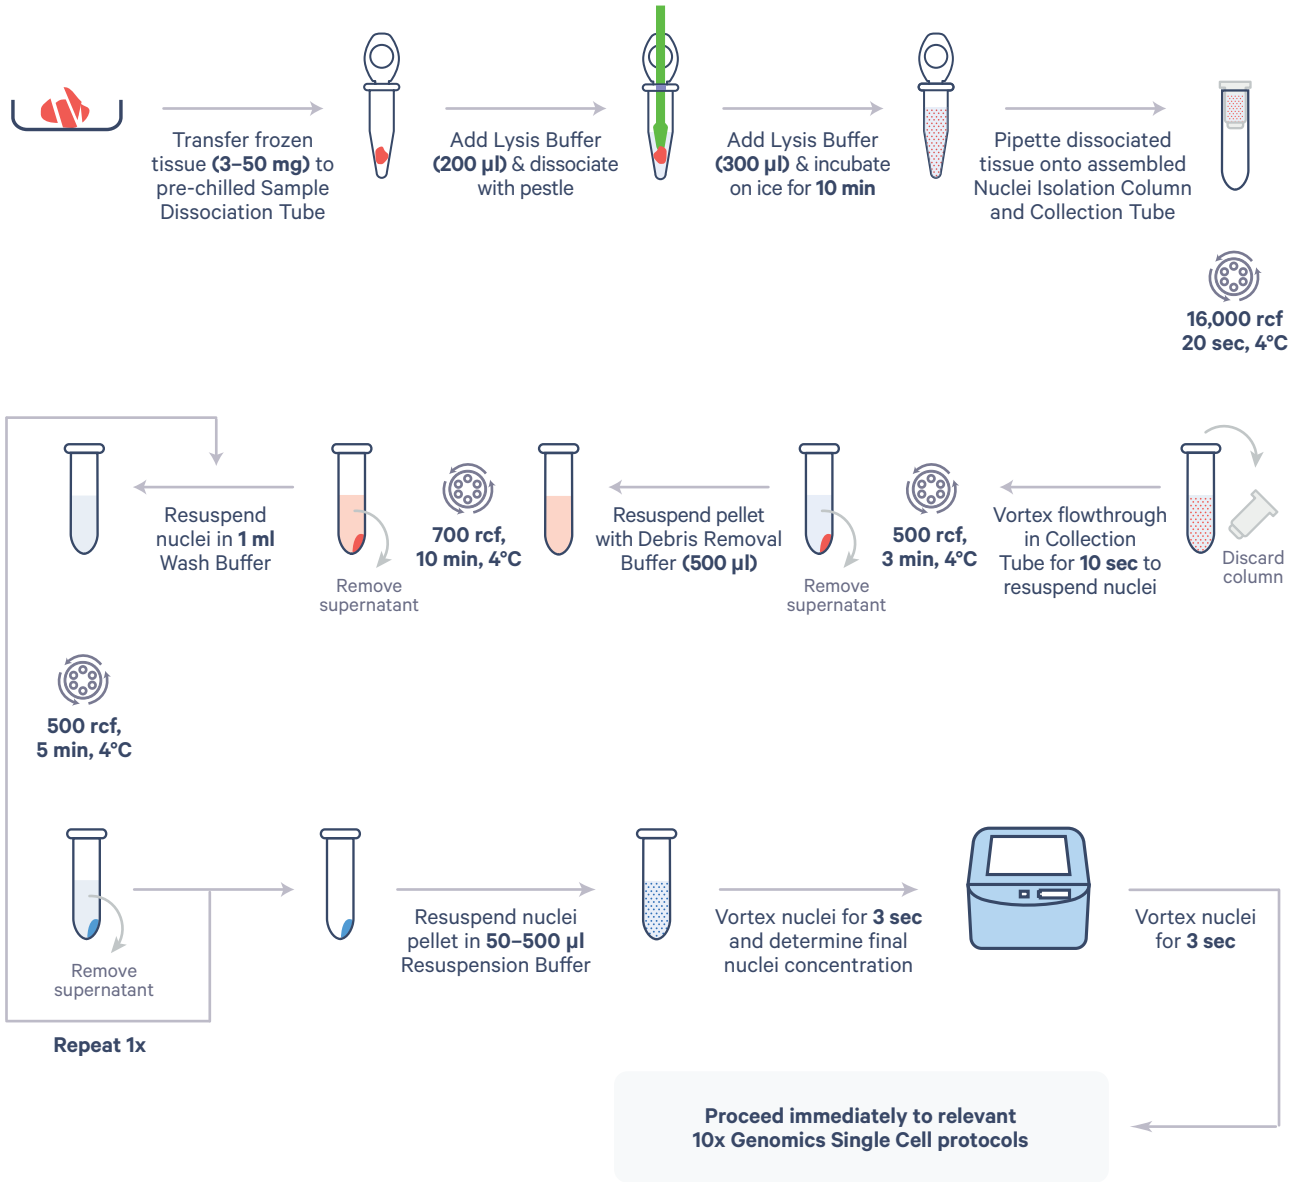 Transfer frozen
tissue (3–50 mg) to
pre-chilled Sample
Dissociation Tube
Add Lysis Buffer
(200 µl) & dissociate
with pestle
Add Lysis Buffer
(300 µl) & incubate
on ice for 10 min
Pipette dissociated
tissue onto assembled
Nuclei Isolation Column
and Collection Tube
16,000 rcf
20 sec, 4°C
Discard
column
Vortex flowthrough
in Collection
Tube for 10 sec to
resuspend nuclei
500 rcf,
3 min, 4°C
Remove
supernatant
Resuspend pellet
with Debris Removal
Buffer (500 µl)
700 rcf,
10 min, 4°C
Remove
supernatant
Resuspend
nuclei in 1 ml
Wash Buffer
500 rcf,
5 min, 4°C
Remove
supernatant
Repeat 1x
Resuspend nuclei
pellet in 50–500 µl
Resuspension Buffer
Vortex nuclei for 3 sec
and determine final
nuclei concentration
Vortex nuclei
for 3 sec
Proceed immediately to relevant
10x Genomics Single Cell protocols